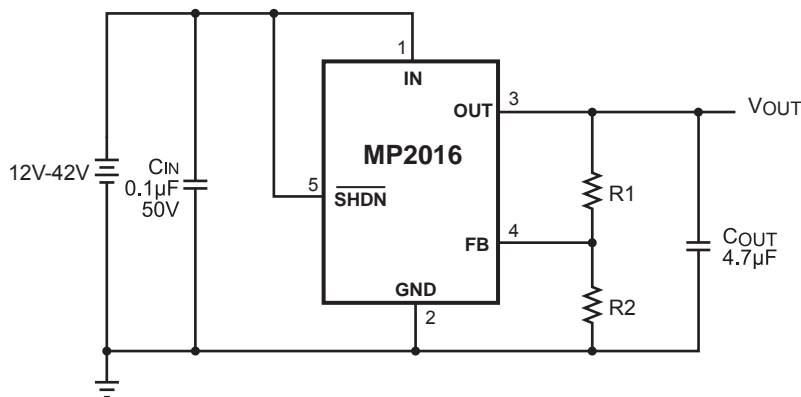 1
IN
OUT
3
VOUT
MP2016
12V-42V
CIN
0.1µF
50V
5
SHDN
R1
4
FB
COUT
4.7µF
GND
2
R2